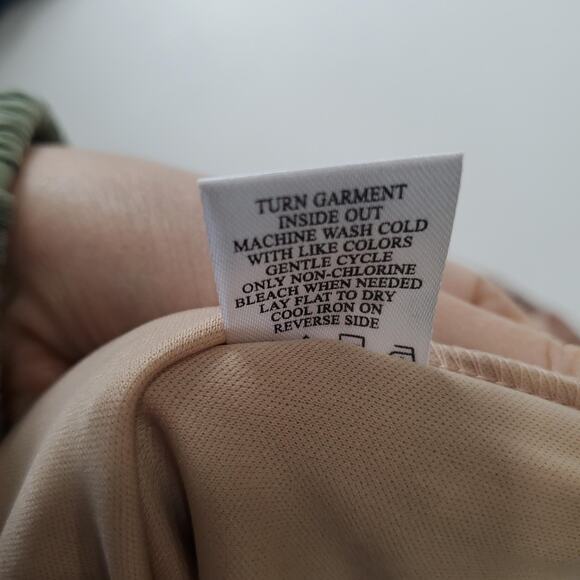 TURN GARMENT
INSIDE OUT
MACHINE WASH COLD
WITH LIKE COLORS
GENTLE CYCLE
ONLY NON-CHLORINE
BLEACH WHEN NEEDED
LAY FLAT TO DRY
COOL IRON ON
REVERSE SIDE